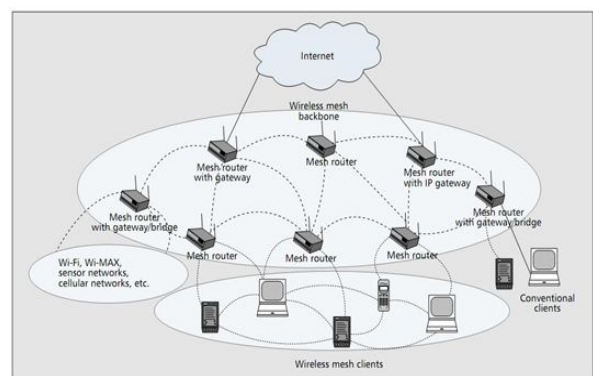 Internet
Wireless mesh
backbone
Mesh router
with gateway
Mesh router
Mesh router
with IP gateway
Mesh router
with gateway/bridge
Mesh router
with gateway/bridge
Mesh router
Mesh router
Mesh router
Wi-Fi, Wi-MAX,
sensor networks,
cellular networks, etc.
Conventional
clients
Wireless mesh clients